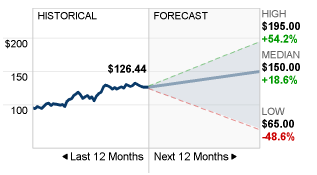 HISTORICAL FORECAST HIGH
$195.00
+54.2%
$200
MEDIAN
$126.44 $150.00
150
+18.6%
100
LOW
$65.00
-48.6%
◄ Last 12 Months Next 12 Months ►